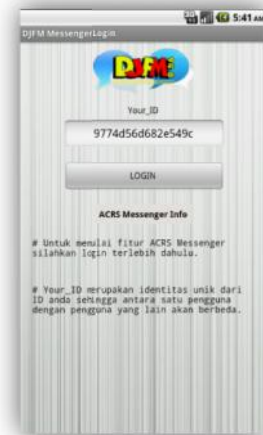 5:41 AM
DJFM MessengerLogin
DJFM
Your_ID
9774d56d682e549c
LOGIN
ACRS Messenger Info
# Untuk memulai fitur ACRS Messenger
silahkan login terlebih dahulu.
# Your_ID merupakan identitas unik dari
ID anda sehingga antara satu pengguna
dengan pengguna yang lain akan berbeda.